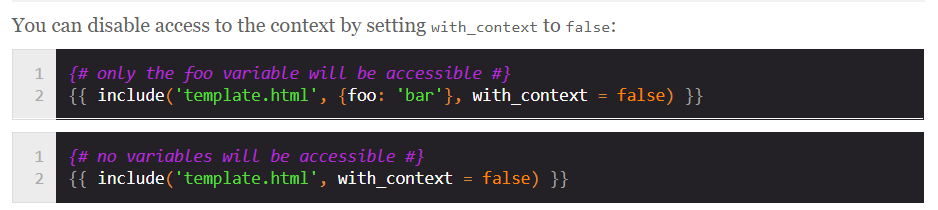 You can disable access to the context by setting with_context to false:
1 {# only the foo variable will be accessible #}
2 {{ include('template.html', {foo: 'bar'}, with_context = false) }}
1 {# no variables will be accessible #}
2 {{ include('template.html', with_context = false) }}